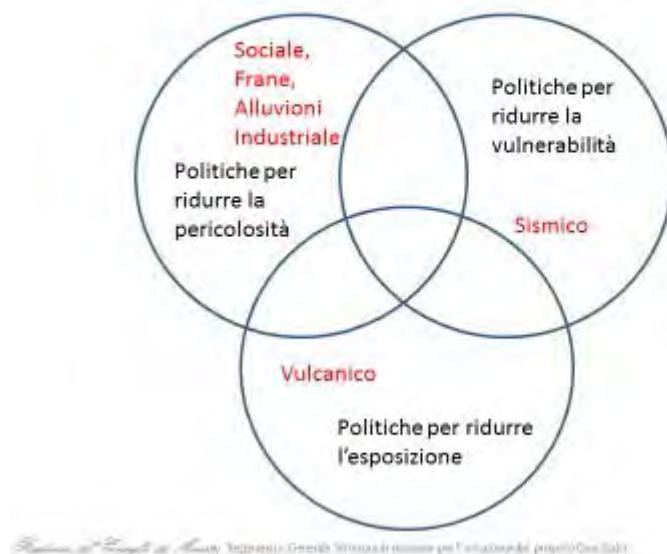 Sociale,
Frane,
Alluvioni
Industriale
Politiche per
ridurre la
pericolosità
Politiche per
ridurre la
vulnerabilità
Sismico
Vulcanico
Politiche per ridurre
l'esposizione